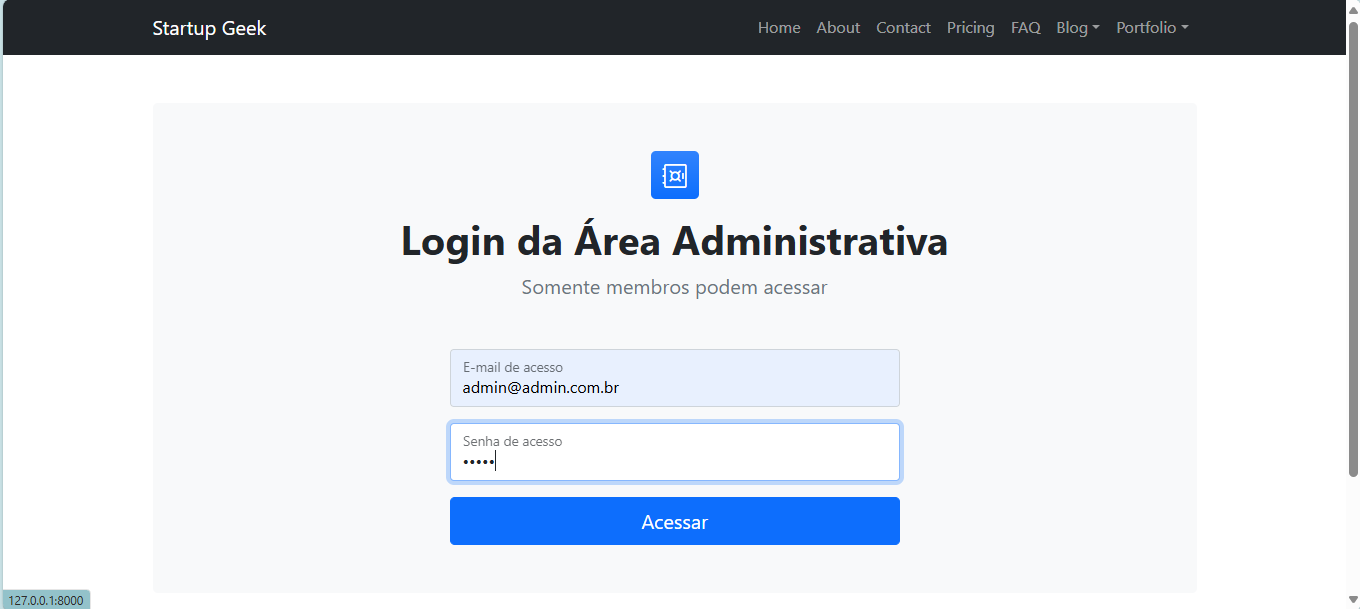 Startup Geek Home About Contact Pricing FAQ Blog Portfolio
Login da Área Administrativa
Somente membros podem acessar
E-mail de acesso
admin@admin.com.br
Senha de acesso
•••••
Acessar
127.0.0.1:8000